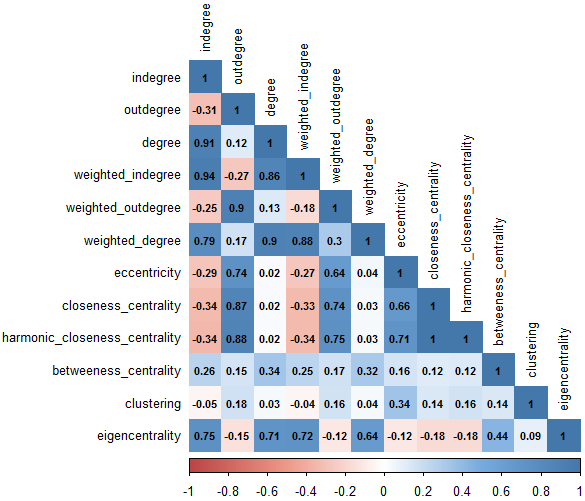 indegree
outdegree
degree
weighted_indegree
weighted_outdegree
weighted_degree
eccentricity
closeness_centrality
harmonic_closeness_centrality
betweeness_centrality
clustering
eigencentrality
indegree 1
outdegree -0.31 1
degree 0.91 0.12 1
weighted_indegree 0.94 -0.27 0.86 1
weighted_outdegree -0.25 0.9 0.13 -0.18 1
weighted_degree 0.79 0.17 0.9 0.88 0.3 1
eccentricity -0.29 0.74 0.02 -0.27 0.64 0.04 1
closeness_centrality -0.34 0.87 0.02 -0.33 0.74 0.03 0.66 1
harmonic_closeness_centrality -0.34 0.88 0.02 -0.34 0.75 0.03 0.71 1 1
betweeness_centrality 0.26 0.15 0.34 0.25 0.17 0.32 0.16 0.12 0.12 1
clustering -0.05 0.18 0.03 -0.04 0.16 0.04 0.34 0.14 0.16 0.14 1
eigencentrality 0.75 -0.15 0.71 0.72 -0.12 0.64 -0.12 -0.18 -0.18 0.44 0.09 1
-1 -0.8 -0.6 -0.4 -0.2 0 0.2 0.4 0.6 0.8 1